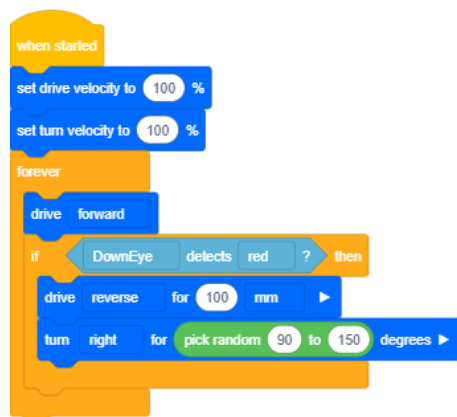 when started
set drive velocity to 100 %
set turn velocity to 100 %
forever
drive forward
if DownEye detects red ? then
drive reverse for 100 mm
turn right for pick random 90 to 150 degrees